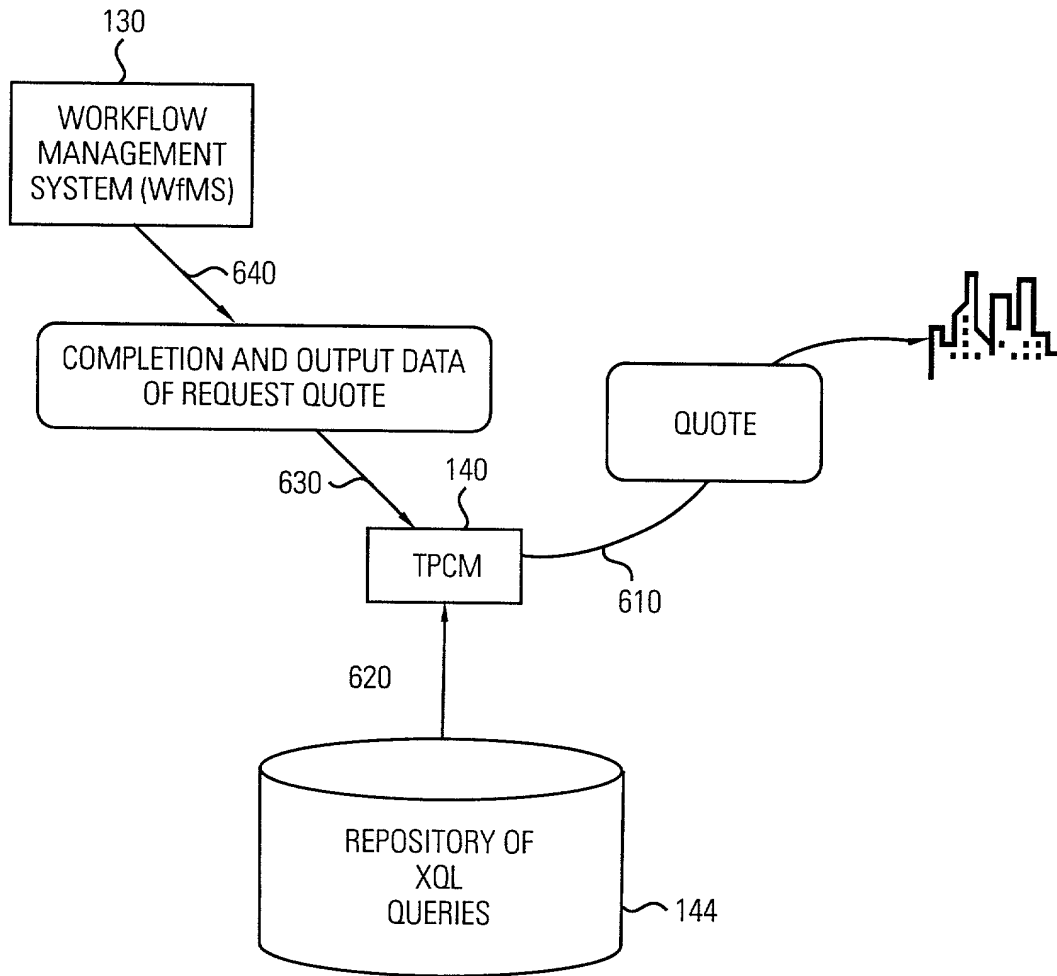 130
WORKFLOW
MANAGEMENT
SYSTEM (WfMS)
640
COMPLETION AND OUTPUT DATA
OF REQUEST QUOTE
QUOTE
630
140
TPCM
610
620
REPOSITORY OF
XQL
QUERIES
144